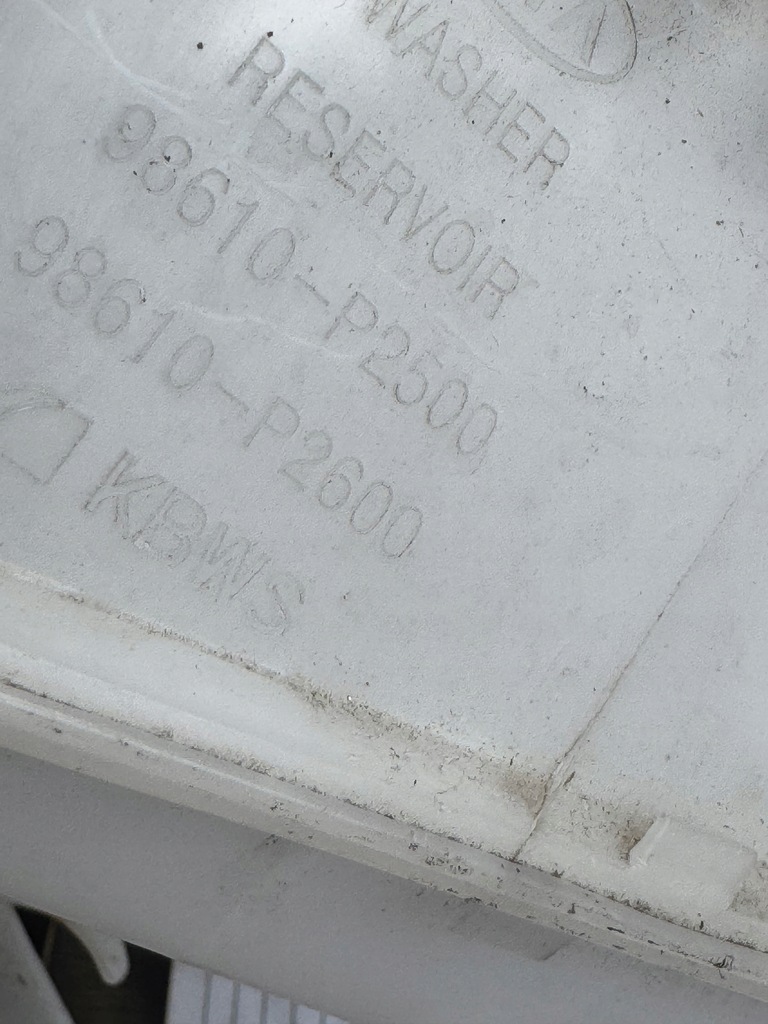 WASHER
RESERVOIR
98610-P2500
98610-P2600
KBWS